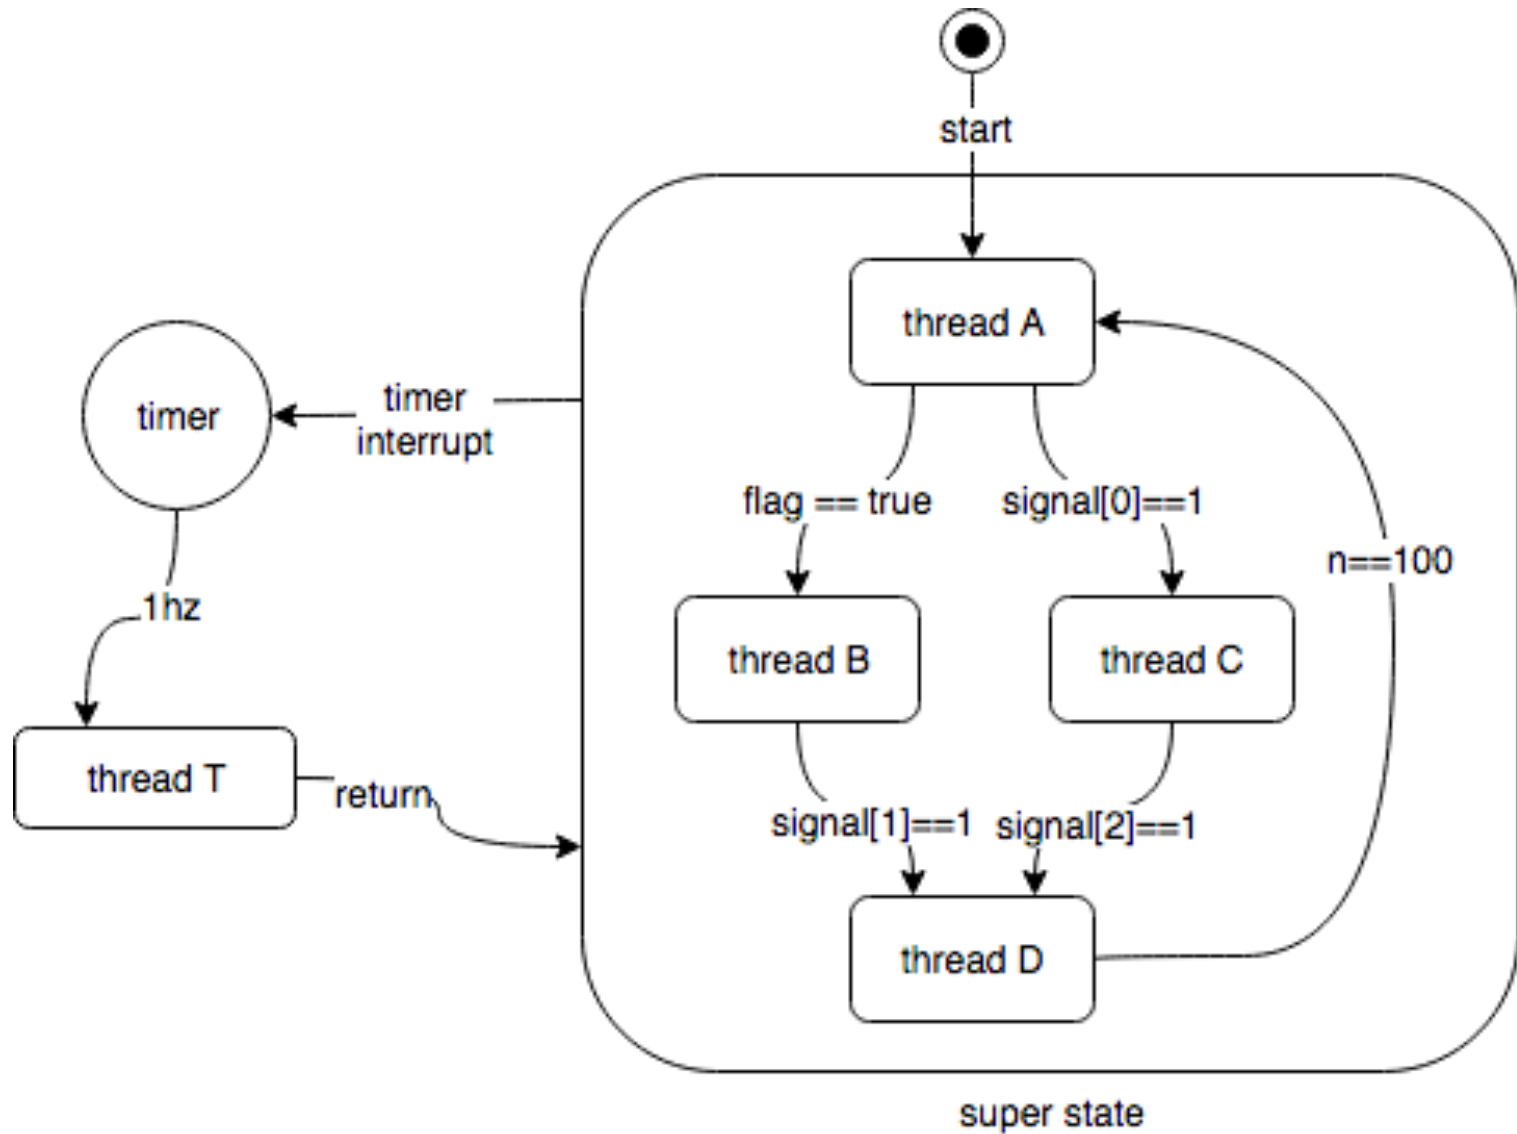 start
thread A
timer
timer
interrupt
flag == true
signal[0]==1
n==100
1hz
thread B
thread C
thread T
return
signal[1]==1
signal[2]==1
thread D
super state